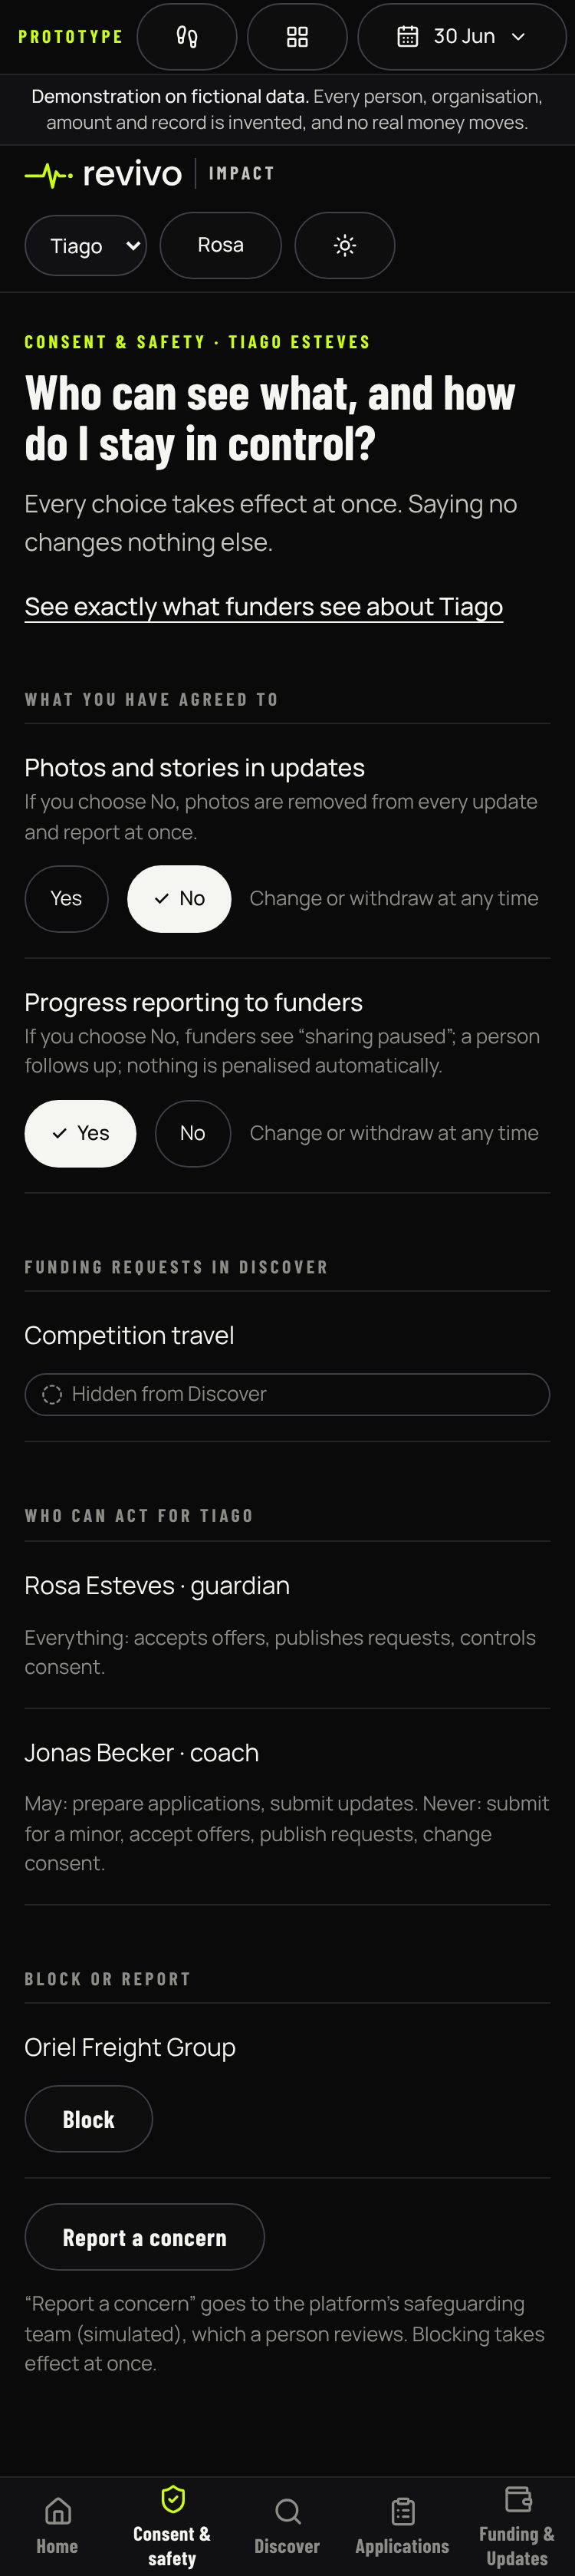 PROTOTYPE
30 Jun
Demonstration on fictional data. Every person, organisation,
amount and record is invented, and no real money moves.
revivo IMPACT
Tiago
Rosa
CONSENT & SAFETY · TIAGO ESTEVES
Who can see what, and how
do I stay in control?
Every choice takes effect at once. Saying no
changes nothing else.
See exactly what funders see about Tiago
WHAT YOU HAVE AGREED TO
Photos and stories in updates
If you choose No, photos are removed from every update
and report at once.
Yes
No
Change or withdraw at any time
Progress reporting to funders
If you choose No, funders see “sharing paused”; a person
follows up; nothing is penalised automatically.
Yes
No
Change or withdraw at any time
FUNDING REQUESTS IN DISCOVER
Competition travel
Hidden from Discover
WHO CAN ACT FOR TIAGO
Rosa Esteves · guardian
Everything: accepts offers, publishes requests, controls
consent.
Jonas Becker · coach
May: prepare applications, submit updates. Never: submit
for a minor, accept offers, publish requests, change
consent.
BLOCK OR REPORT
Oriel Freight Group
Block
Report a concern
“Report a concern” goes to the platform’s safeguarding
team (simulated), which a person reviews. Blocking takes
effect at once.
Home
Consent &
safety
Discover
Applications
Funding &
Updates